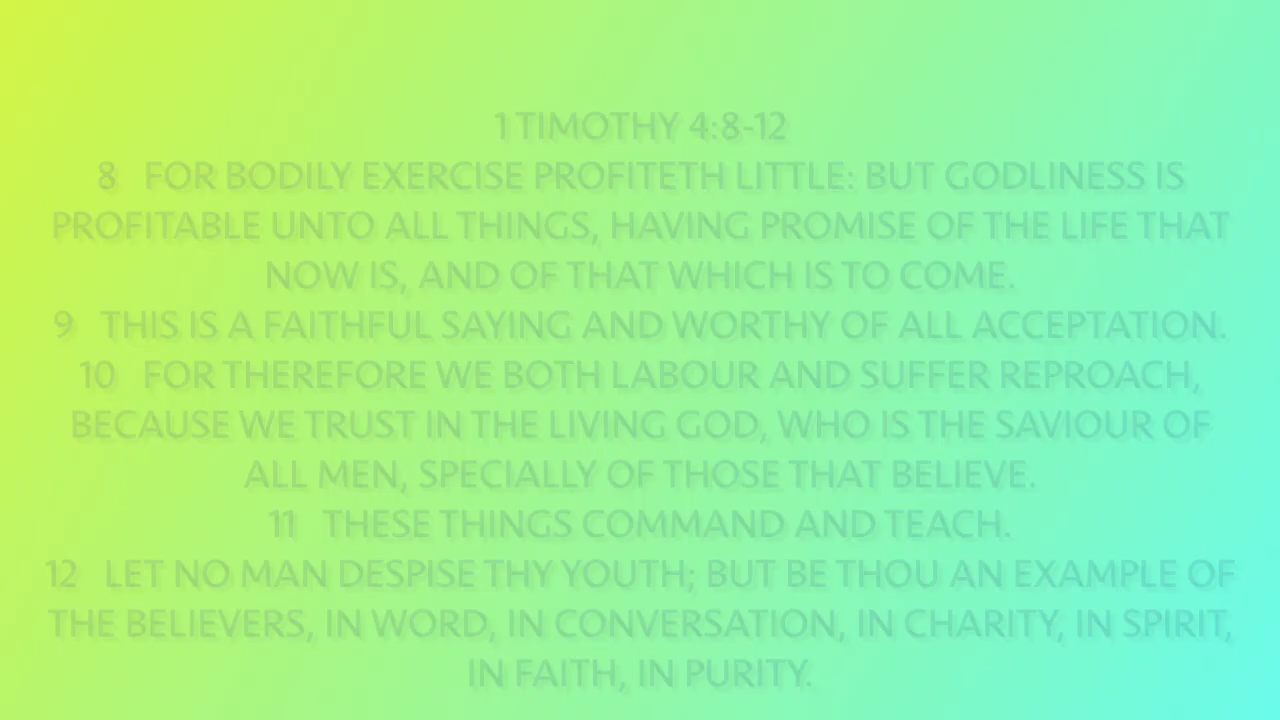 1 TIMOTHY 4:8-12
8 FOR BODILY EXERCISE PROFITETH LITTLE: BUT GODLINESS IS
PROFITABLE UNTO ALL THINGS, HAVING PROMISE OF THE LIFE THAT
NOW IS, AND OF THAT WHICH IS TO COME.
9 THIS IS A FAITHFUL SAYING AND WORTHY OF ALL ACCEPTATION.
10 FOR THEREFORE WE BOTH LABOUR AND SUFFER REPROACH,
BECAUSE WE TRUST IN THE LIVING GOD, WHO IS THE SAVIOUR OF
ALL MEN, SPECIALLY OF THOSE THAT BELIEVE.
11 THESE THINGS COMMAND AND TEACH.
12 LET NO MAN DESPISE THY YOUTH; BUT BE THOU AN EXAMPLE OF
THE BELIEVERS, IN WORD, IN CONVERSATION, IN CHARITY, IN SPIRIT,
IN FAITH, IN PURITY.